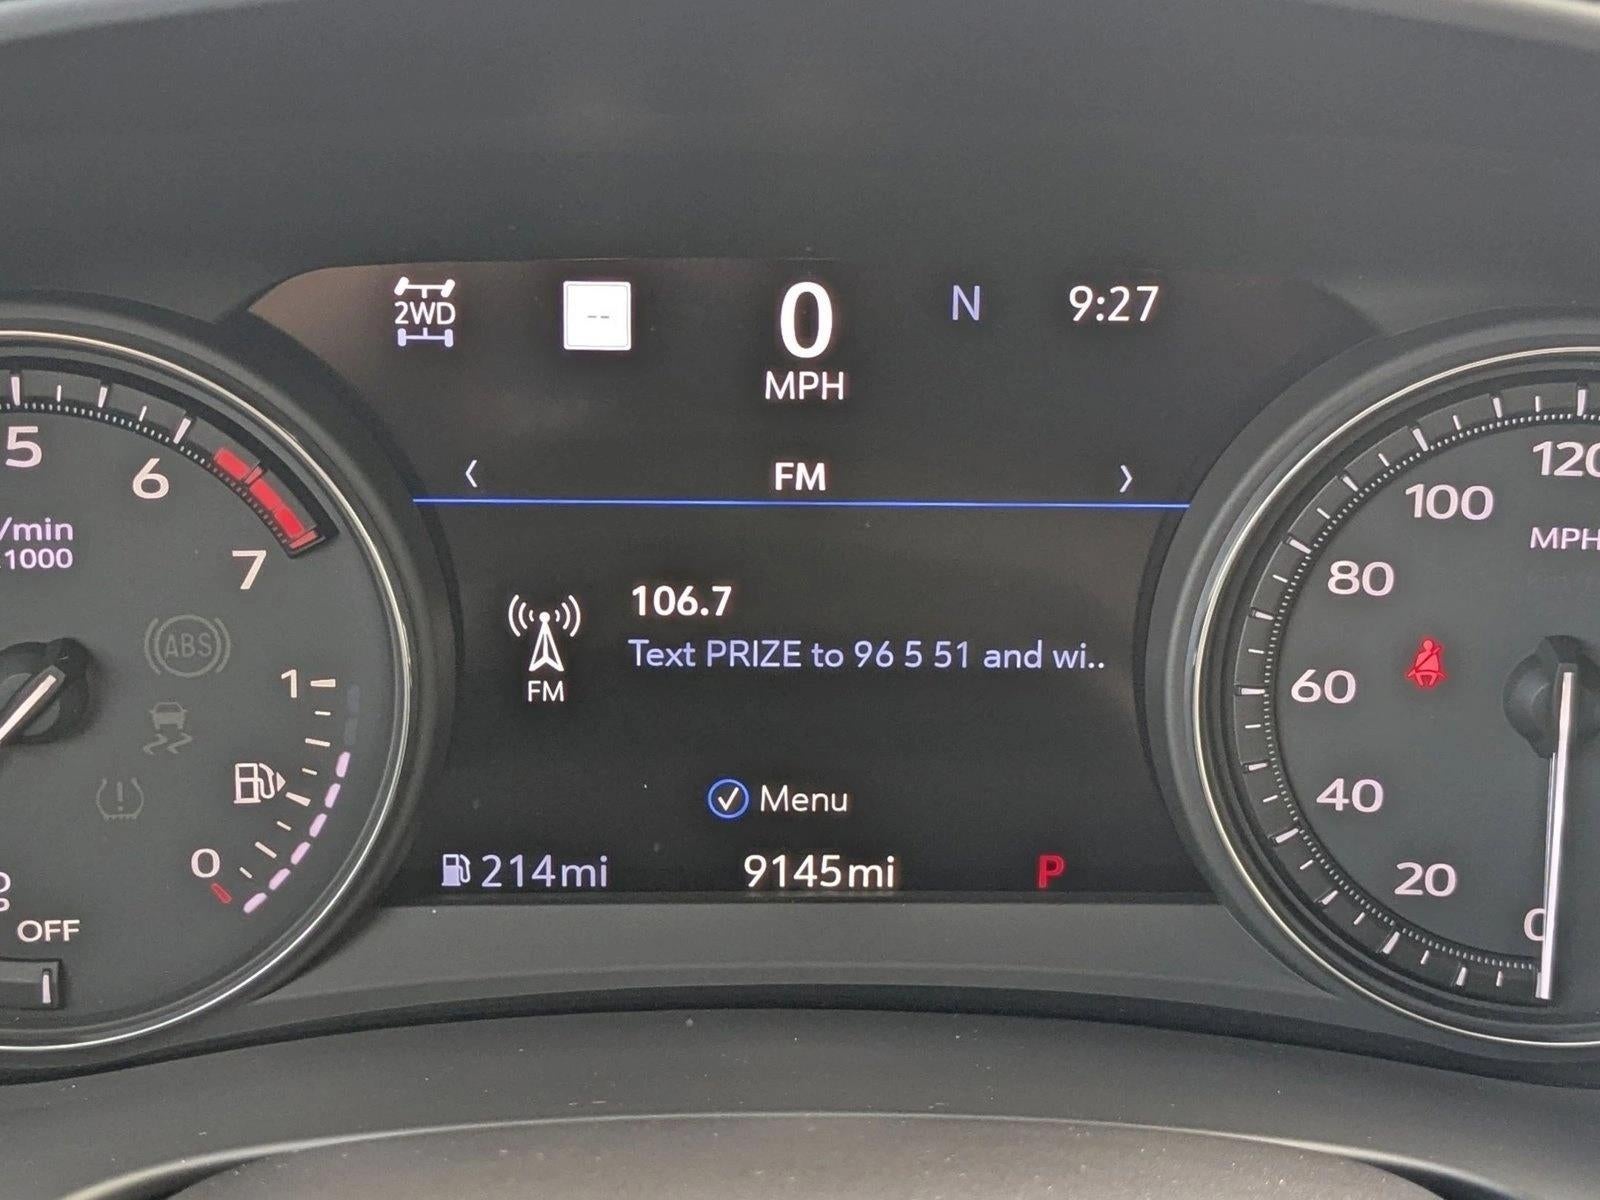 2WD
--
0
MPH
N
9:27
FM
106.7
Text PRIZE to 96 5 51 and wi..
FM
Menu
214mi
9145mi
P
5
6
7
/min
1000
ABS
1
0
OFF
120
100
MPH
80
60
40
20
0